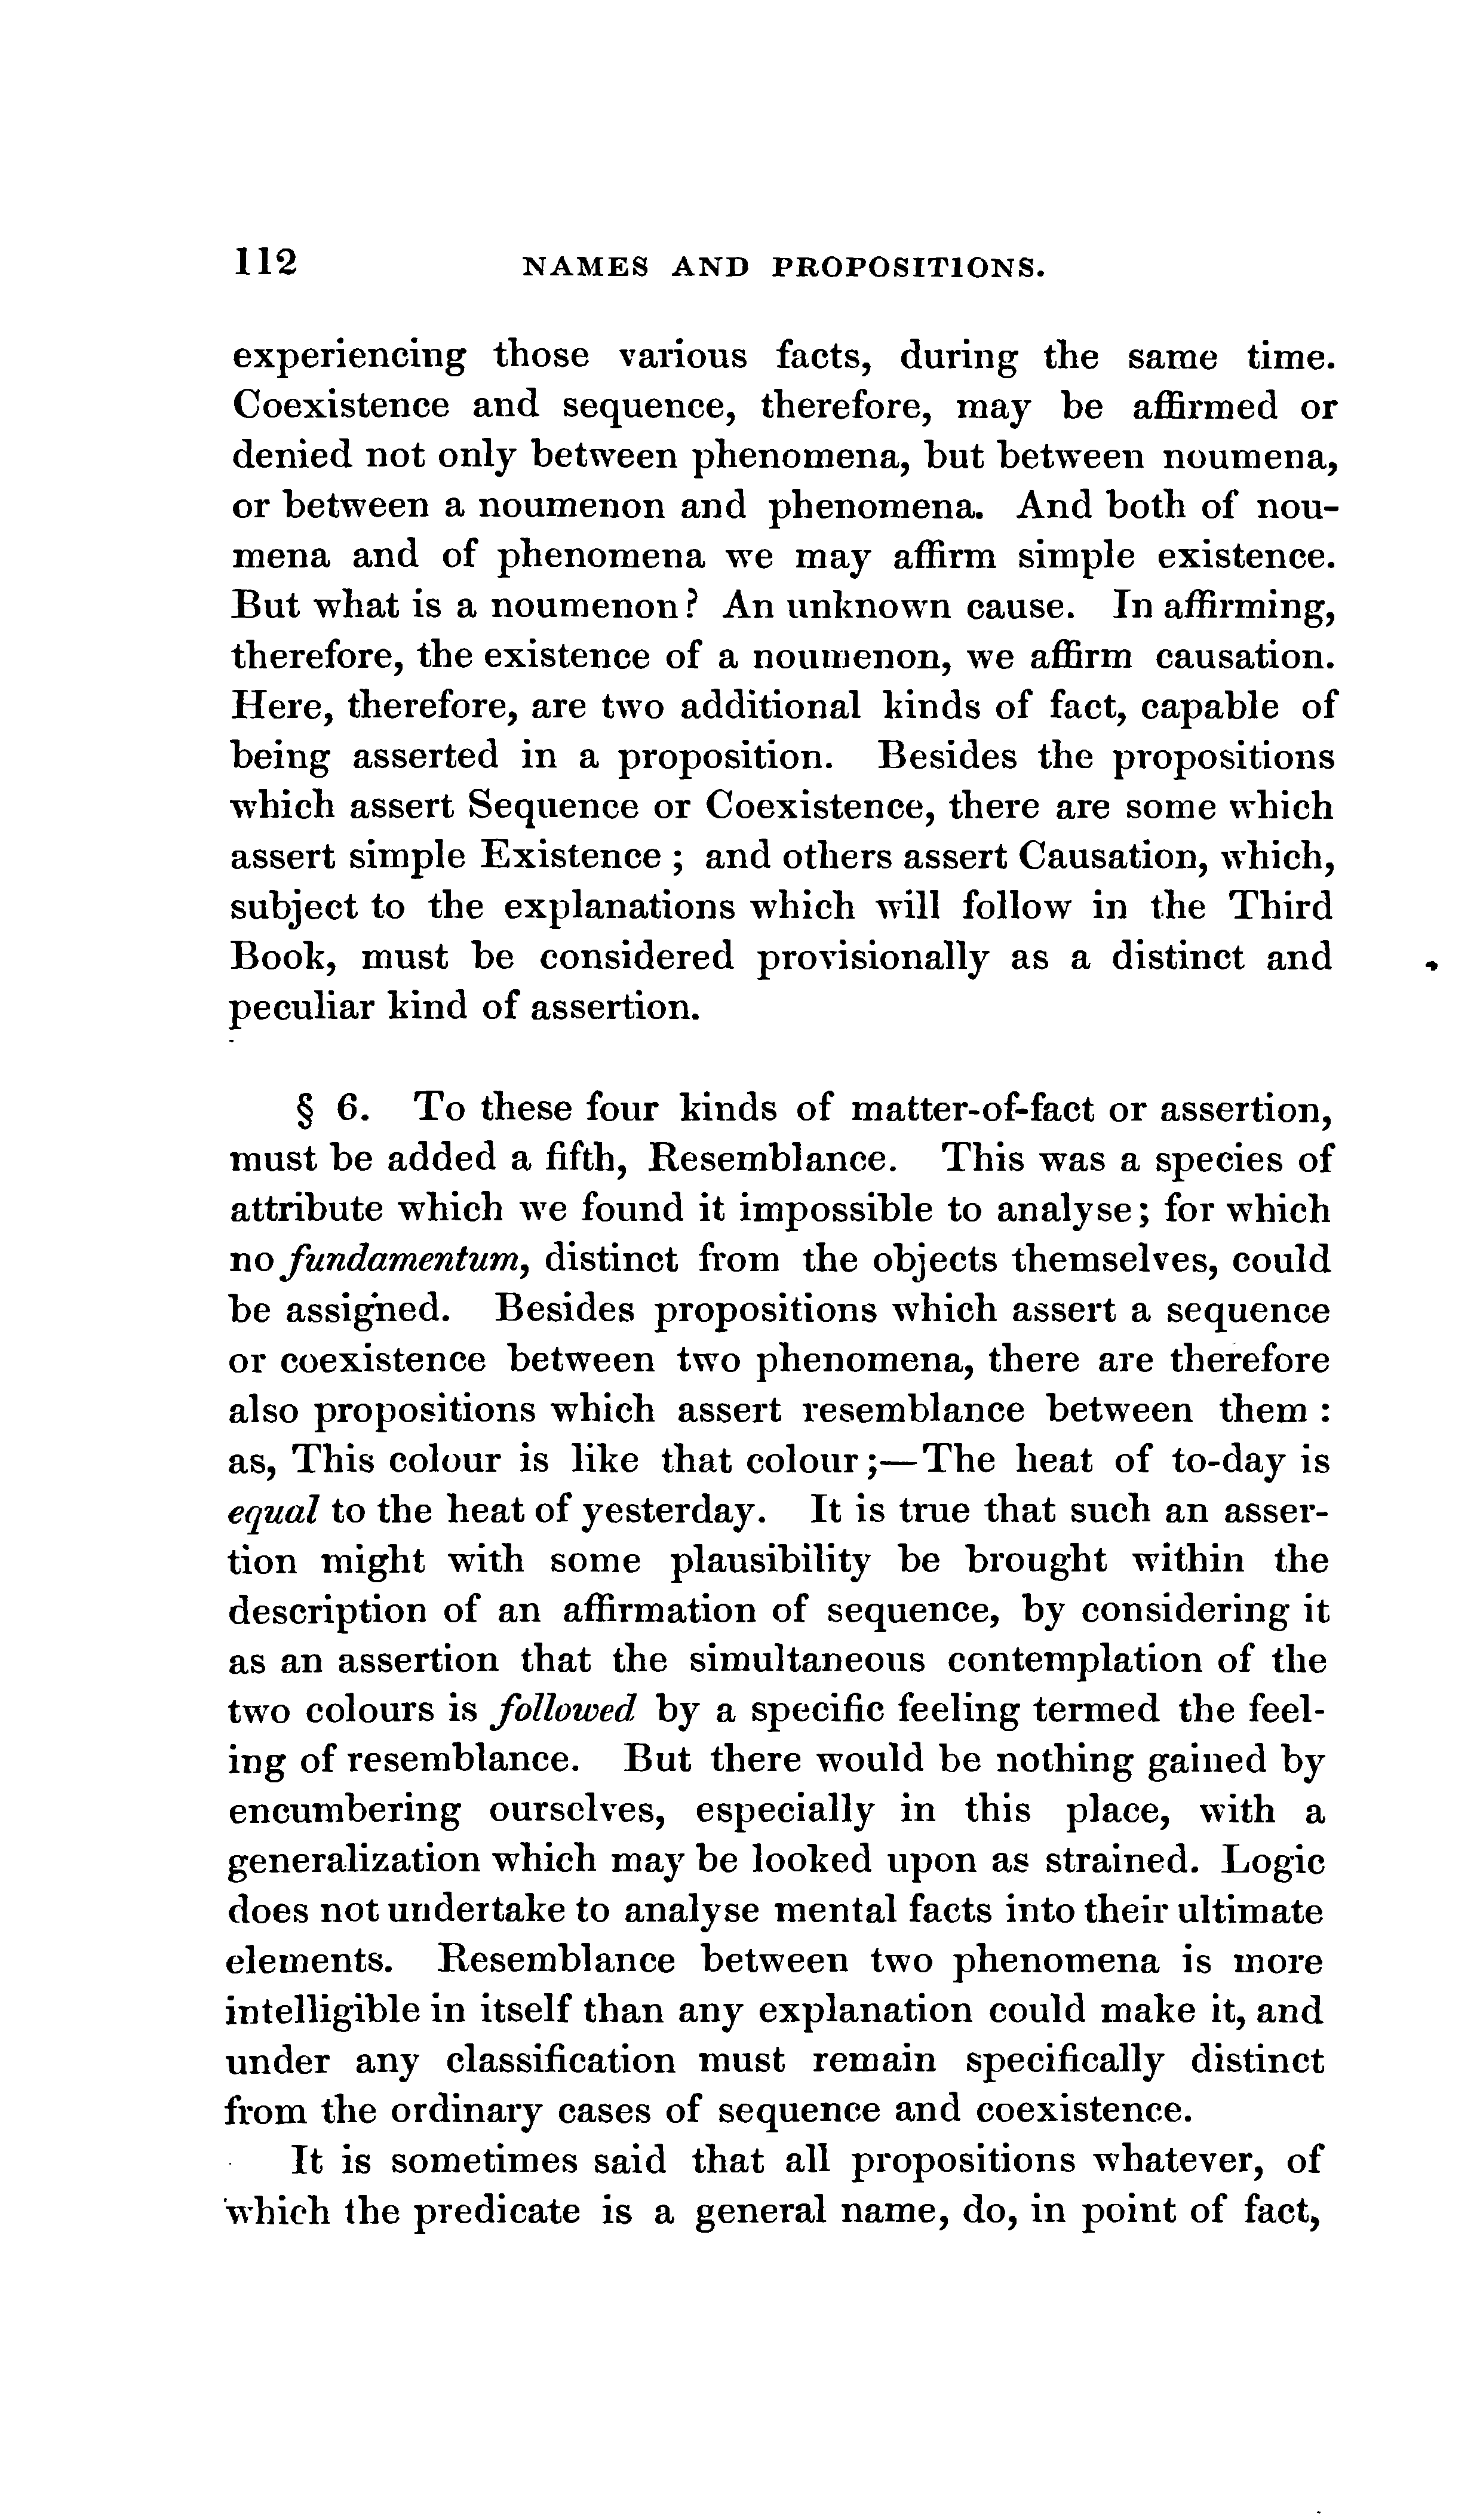 112 NAMES AND PROPOSITIONS.
experiencing those various facts, during the same time.
Coexistence and sequence, therefore, may be affirmed or
denied not only between phenomena, but between noumena,
or between a noumenon and phenomena. And both of nou-
mena and of phenomena we may affirm simple existence.
But what is a noumenon? An unknown cause. In affirming,
therefore, the existence of a noumenon, we affirm causation.
Here, therefore, are two additional kinds of fact, capable of
being asserted in a proposition. Besides the propositions
which assert Sequence or Coexistence, there are some which
assert simple Existence ; and others assert Causation, which,
subject to the explanations which will follow in the Third
Book, must be considered provisionally as a distinct and
peculiar kind of assertion.
§ 6. To these four kinds of matter-of-fact or assertion,
must be added a fifth, Resemblance. This was a species of
attribute which we found it impossible to analyse; for which
no fundamentum, distinct from the objects themselves, could
be assigned. Besides propositions which assert a sequence
or coexistence between two phenomena, there are therefore
also propositions which assert resemblance between them :
as, This colour is like that colour ;—The heat of to-day is
equal to the heat of yesterday. It is true that such an asser-
tion might with some plausibility be brought within the
description of an affirmation of sequence, by considering it
as an assertion that the simultaneous contemplation of the
two colours is followed by a specific feeling termed the feel-
ing of resemblance. But there would be nothing gained by
encumbering ourselves, especially in this place, with a
generalization which may be looked upon as strained. Logic
does not undertake to analyse mental facts into their ultimate
elements. Resemblance between two phenomena is more
intelligible in itself than any explanation could make it, and
under any classification must remain specifically distinct
from the ordinary cases of sequence and coexistence.
It is sometimes said that all propositions whatever, of
which the predicate is a general name, do, in point of fact,